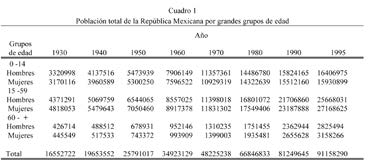 Cuadro 1
Población total de la República Mexicana por grandes grupos de edad
Grupos de edad Año
1930 1940 1950 1960 1970 1980 1990 1995
0 -14
Hombres 3320998 4137516 5473939 7906149 11357361 14486780 15824165 16406975
Mujeres 3170116 3963089 5300250 7596522 10929319 14322639 15512160 15930899
15 -59
Hombres 4371291 5069759 6544065 8557025 11398018 16801072 21706860 25668031
Mujeres 4818053 5479643 7050460 8917378 11831302 17549406 23187888 27168625
60 - +
Hombres 426714 488512 678931 952146 1310235 1751455 2362944 2825494
Mujeres 445549 517533 743372 993909 1399003 1935481 2655628 3158266
Total 16552722 19653552 25791017 34923129 48225238 66846833 81249645 91158290